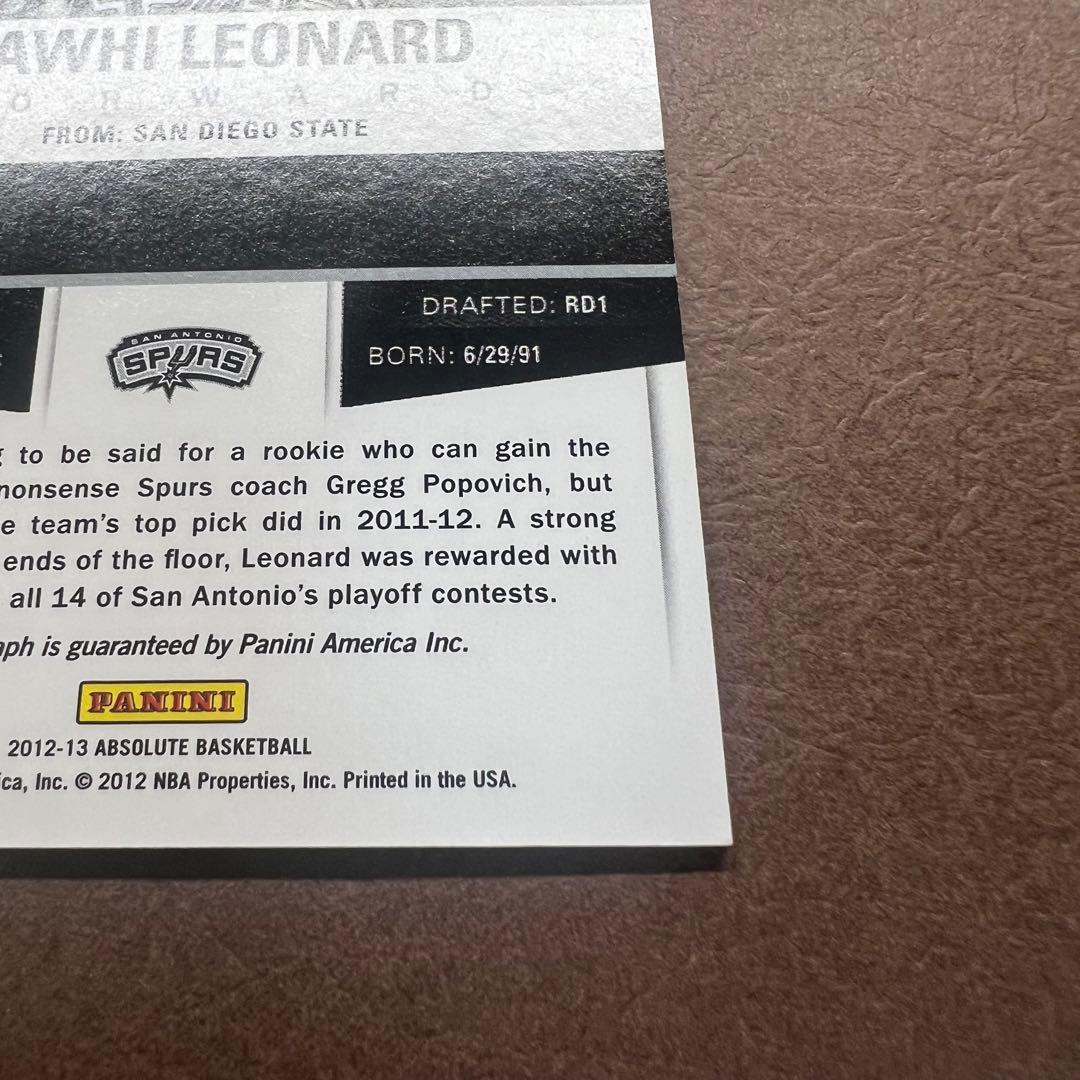 AWHI LEONARD
O R W A R D
FROM: SAN DIEGO STATE
DRAFTED: RD1
BORN: 6/29/91
SAN ANTONIO
SPURS
to be said for a rookie who can gain the
nonsense Spurs coach Gregg Popovich, but
e team's top pick did in 2011-12. A strong
ends of the floor, Leonard was rewarded with
all 14 of San Antonio's playoff contests.
aph is guaranteed by Panini America Inc.
PANINI
2012-13 ABSOLUTE BASKETBALL
ica, Inc. © 2012 NBA Properties, Inc. Printed in the USA.